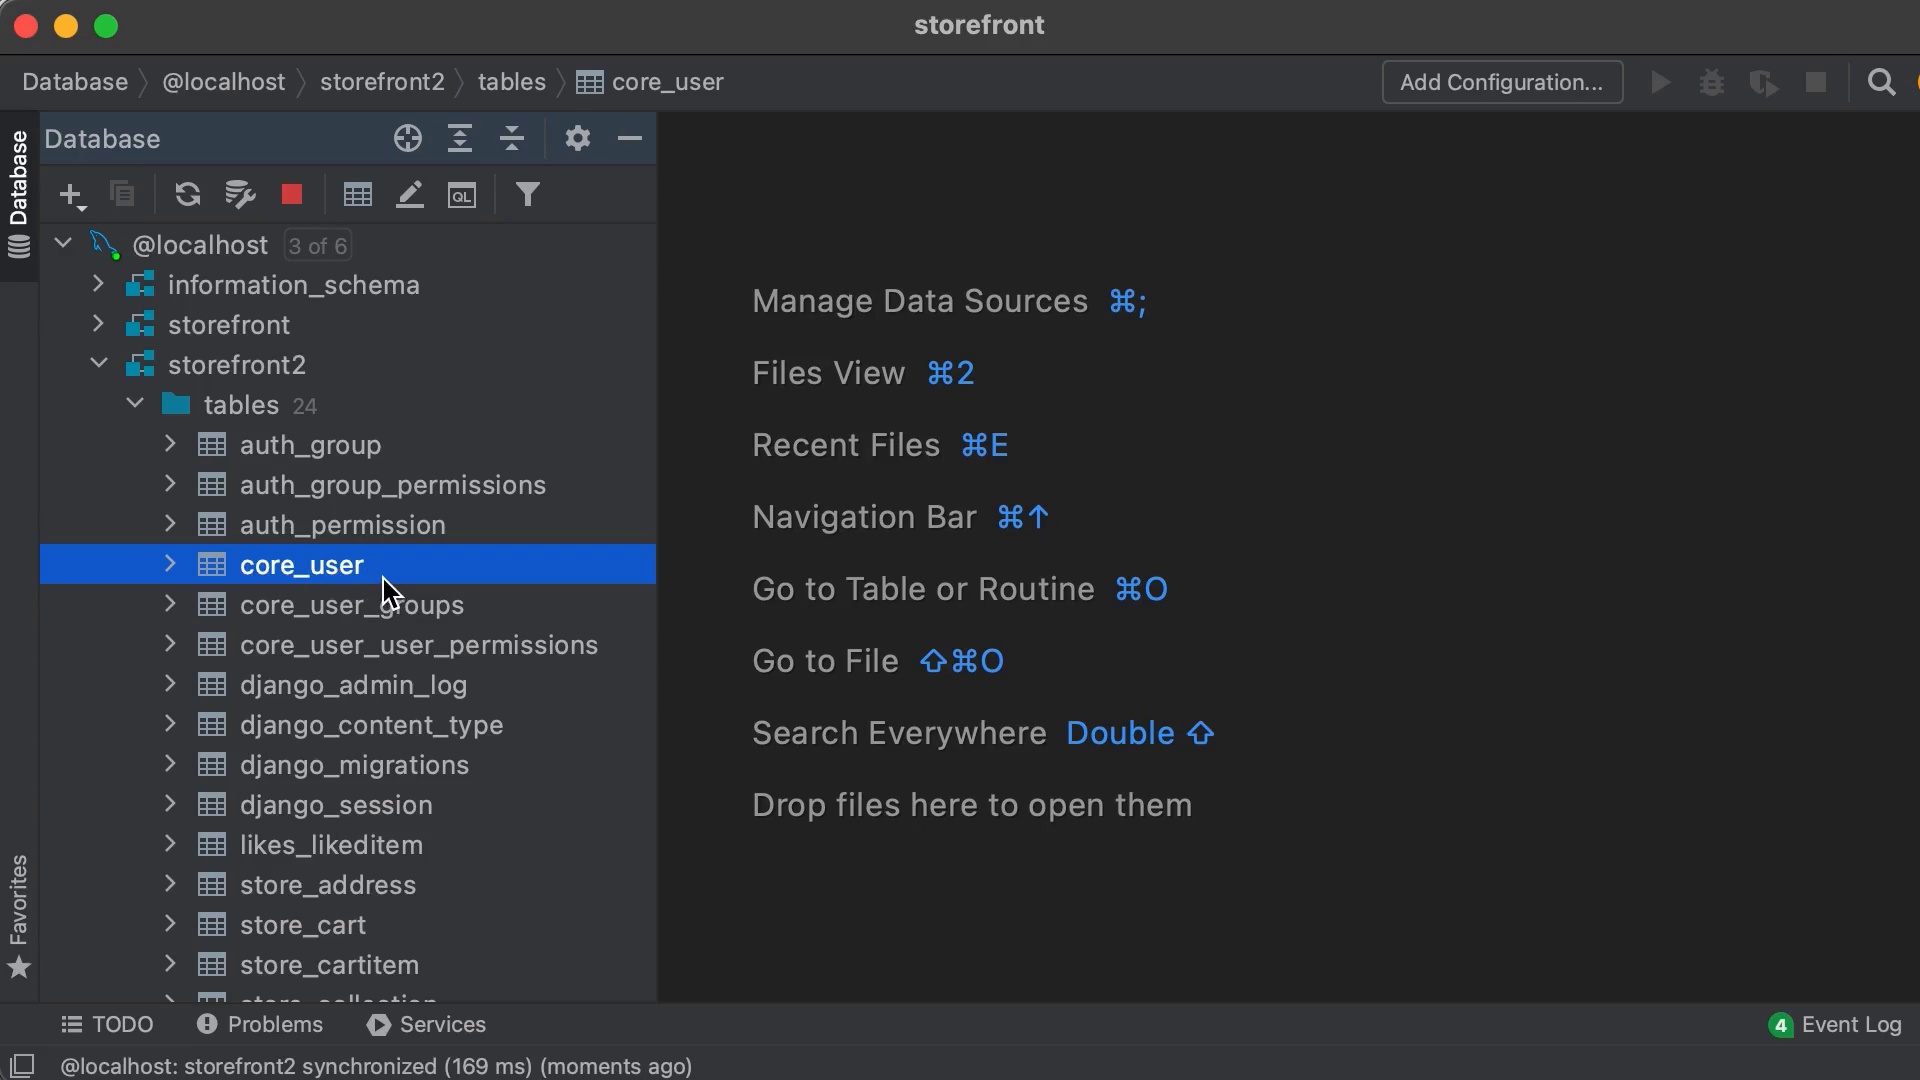 storefront
Database @localhost storefront2 tables core_user
Add Configuration...
Database
Database
Favorites
@localhost 3 of 6
information_schema
storefront
storefront2
tables 24
auth_group
auth_group_permissions
auth_permission
core_user
core_user_groups
core_user_user_permissions
django_admin_log
django_content_type
django_migrations
django_session
likes_likeditem
store_address
store_cart
store_cartitem
store_collection
Manage Data Sources ⌘;
Files View ⌘2
Recent Files ⌘E
Navigation Bar ⌘↑
Go to Table or Routine ⌘O
Go to File ⇧⌘O
Search Everywhere Double ⇧
Drop files here to open them
TODO Problems Services
4 Event Log
@localhost: storefront2 synchronized (169 ms) (moments ago)